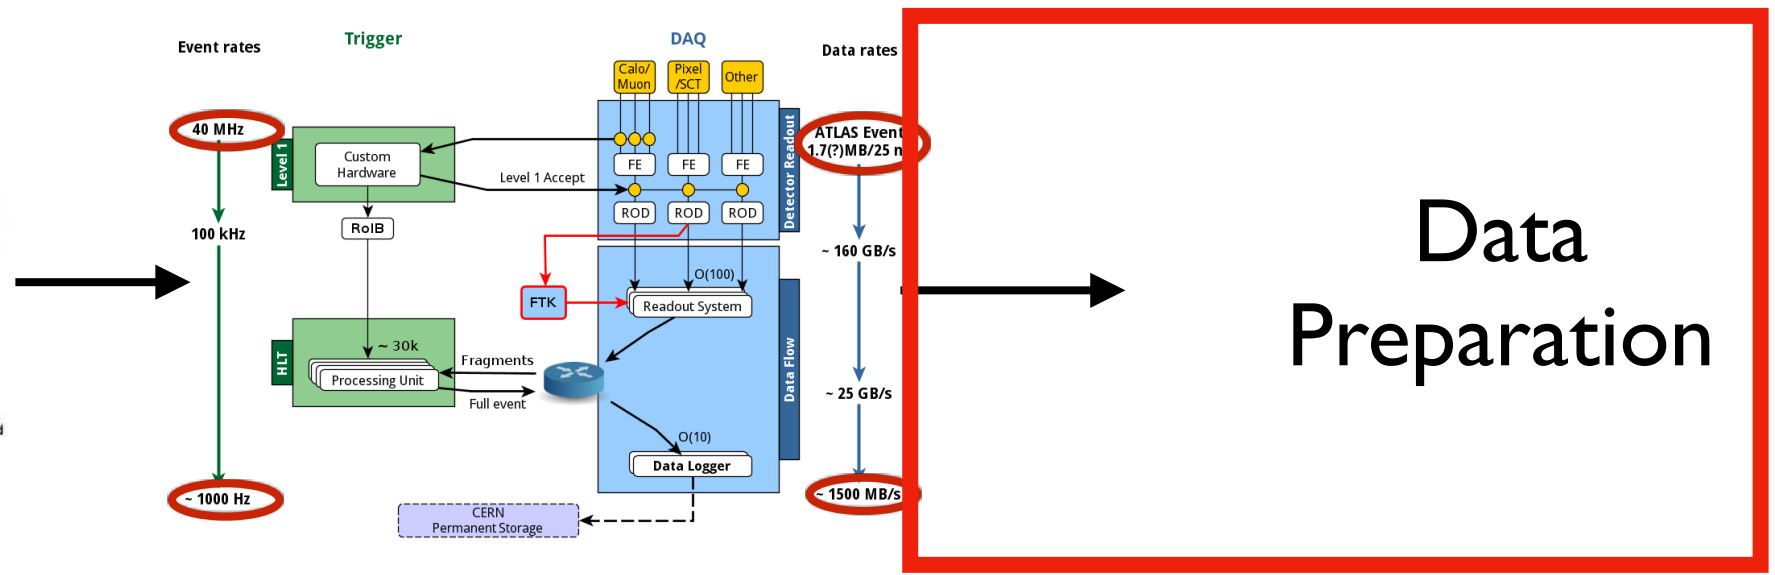 Event rates
Trigger
DAQ
Data rates
Calo/
Muon
Pixel
/SCT
Other
40 MHz
Level 1
Custom
Hardware
FE
FE
FE
Detector Readout
ATLAS Event
1.7(?)MB/25 n
Level 1 Accept
ROD
ROD
ROD
RoIB
100 kHz
~ 160 GB/s
O(100)
FTK
Readout System
HLT
~ 30k
Processing Unit
Fragments
Full event
Data Flow
~ 25 GB/s
O(10)
Data Logger
~ 1000 Hz
~ 1500 MB/s
CERN
Permanent Storage
Data
Preparation